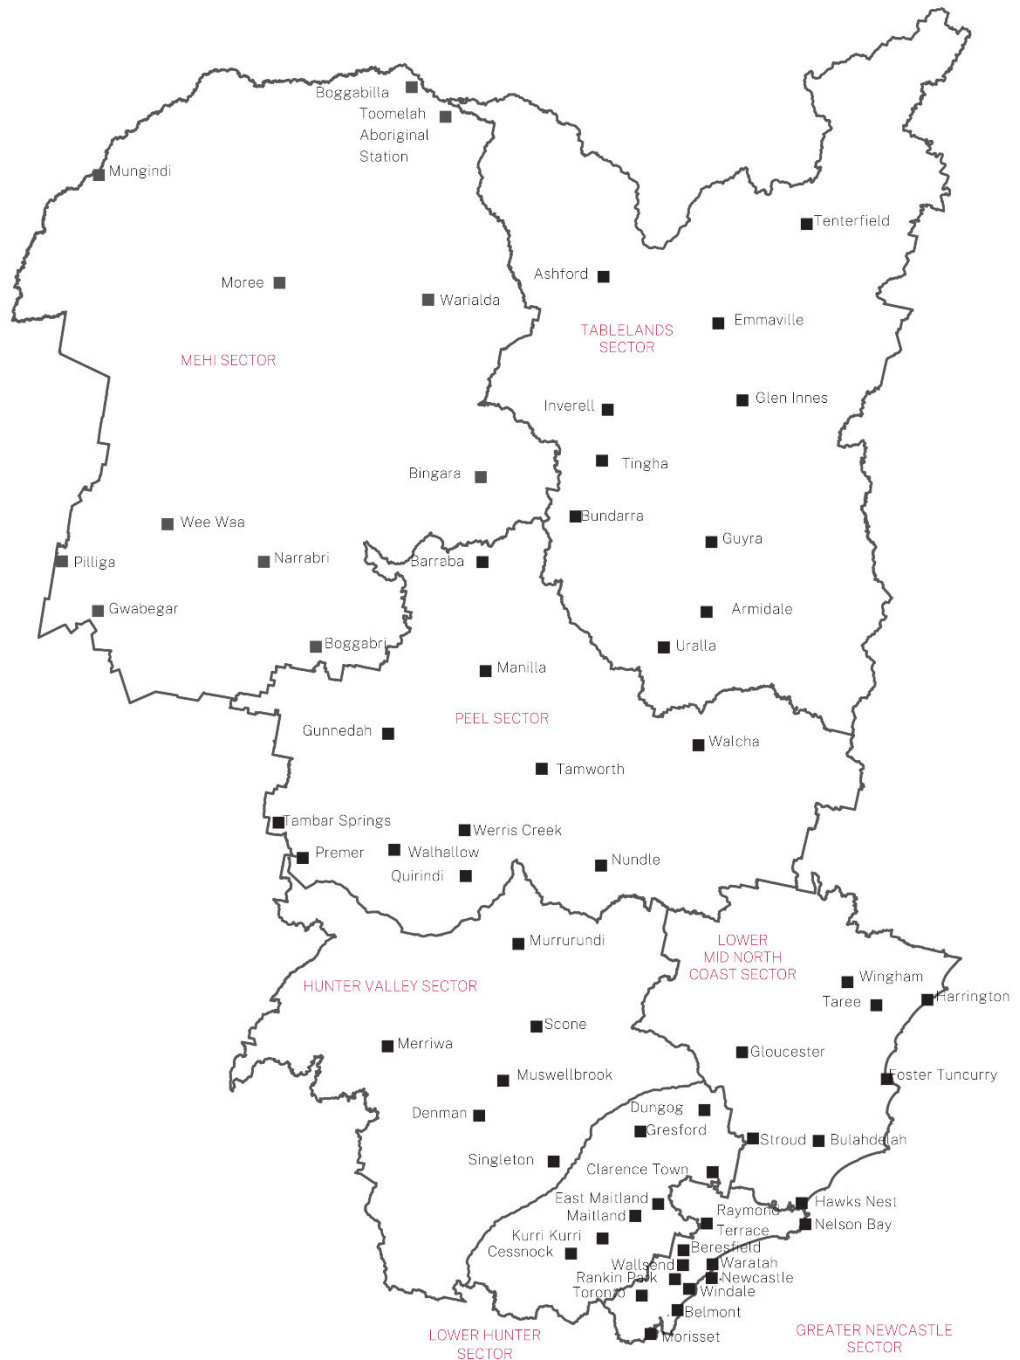 Boggabilla
Toomelah
Aboriginal
Station
Mungindi
Tenterfield
Ashford
Moree
Warialda
Emmaville
TABLELANDS
SECTOR
MEHI SECTOR
Glen Innes
Inverell
Tingha
Bingara
Bundarra
Wee Waa
Guyra
Narrabri
Barraba
Pilliga
Gwabegar
Armidale
Boggabri
Uralla
Manilla
PEEL SECTOR
Gunnedah
Walcha
Tamworth
Tambar Springs
Werris Creek
Premer
Walhallow
Nundle
Quirindi
Murrurundi
LOWER
MID NORTH
COAST SECTOR
HUNTER VALLEY SECTOR
Wingham
Taree
Harrington
Scone
Merriwa
Gloucester
Muswellbrook
Foster Tuncurry
Denman
Dungog
Gresford
Stroud
Bulahdelah
Singleton
Clarence Town
East Maitland
Maitland
Hawks Nest
Raymond
Terrace
Nelson Bay
Kurri Kurri
Cessnock
Beresfield
Wallsend
Waratah
Rankin Park
Newcastle
Toronto
Windale
Belmont
Morisset
LOWER HUNTER
SECTOR
GREATER NEWCASTLE
SECTOR